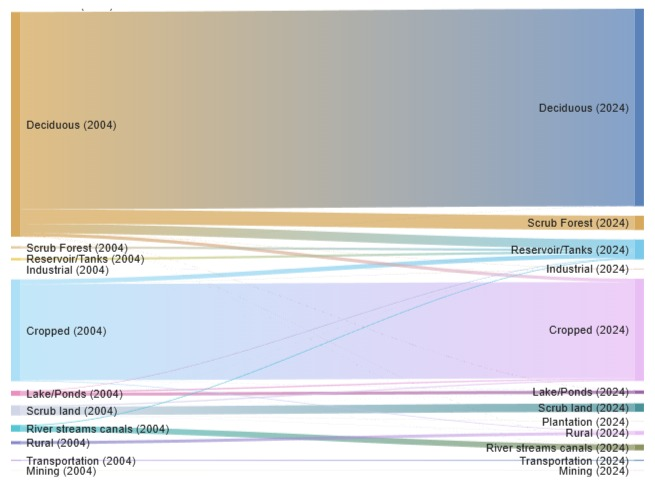 Deciduous (2004)
Scrub Forest (2004)
Reservoir/Tanks (2004)
Industrial (2004)
Cropped (2004)
Lake/Ponds (2004)
Scrub land (2004)
River streams canals (2004)
Rural (2004)
Transportation (2004)
Mining (2004)
Deciduous (2024)
Scrub Forest (2024)
Reservoir/Tanks (2024)
Industrial (2024)
Cropped (2024)
Lake/Ponds (2024)
Scrub land (2024)
Plantation (2024)
Rural (2024)
River streams canals (2024)
Transportation (2024)
Mining (2024)